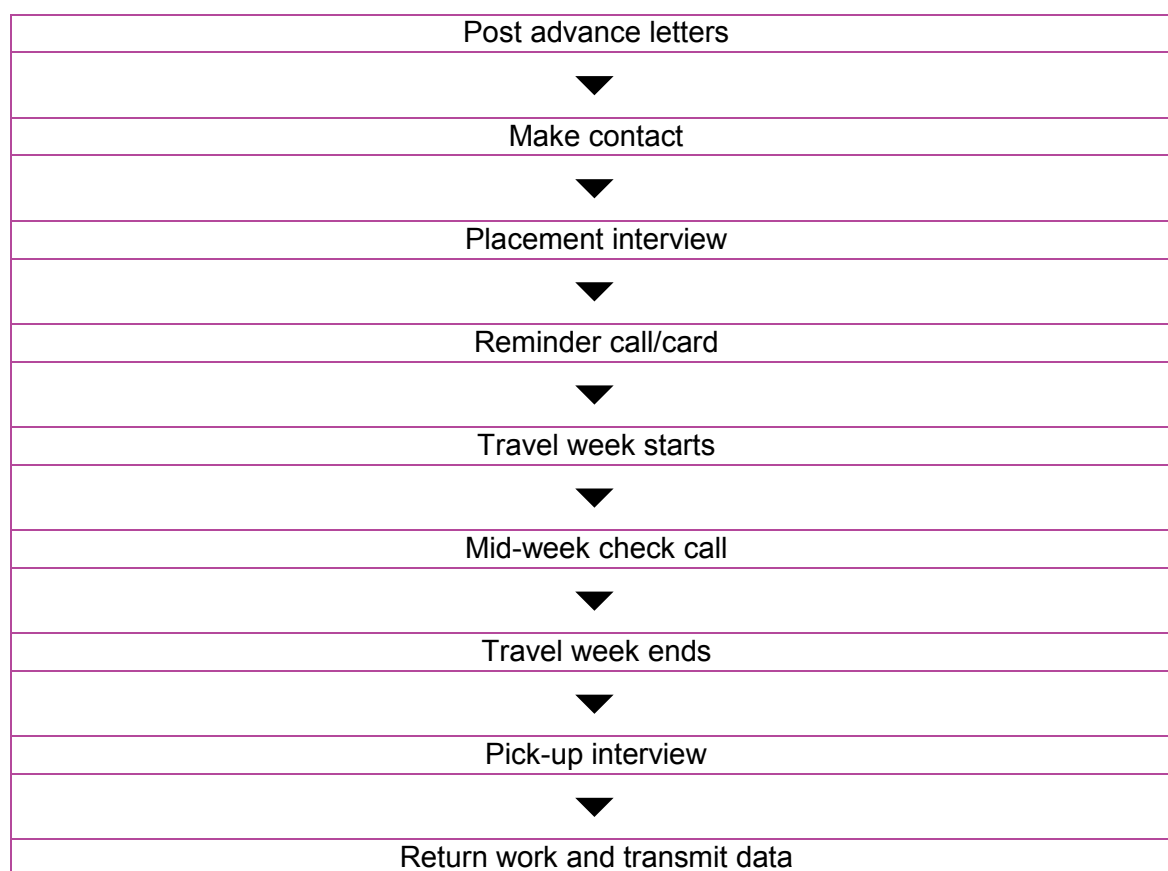 Post advance letters
Make contact
Placement interview
Reminder call/card
Travel week starts
Mid-week check call
Travel week ends
Pick-up interview
Return work and transmit data